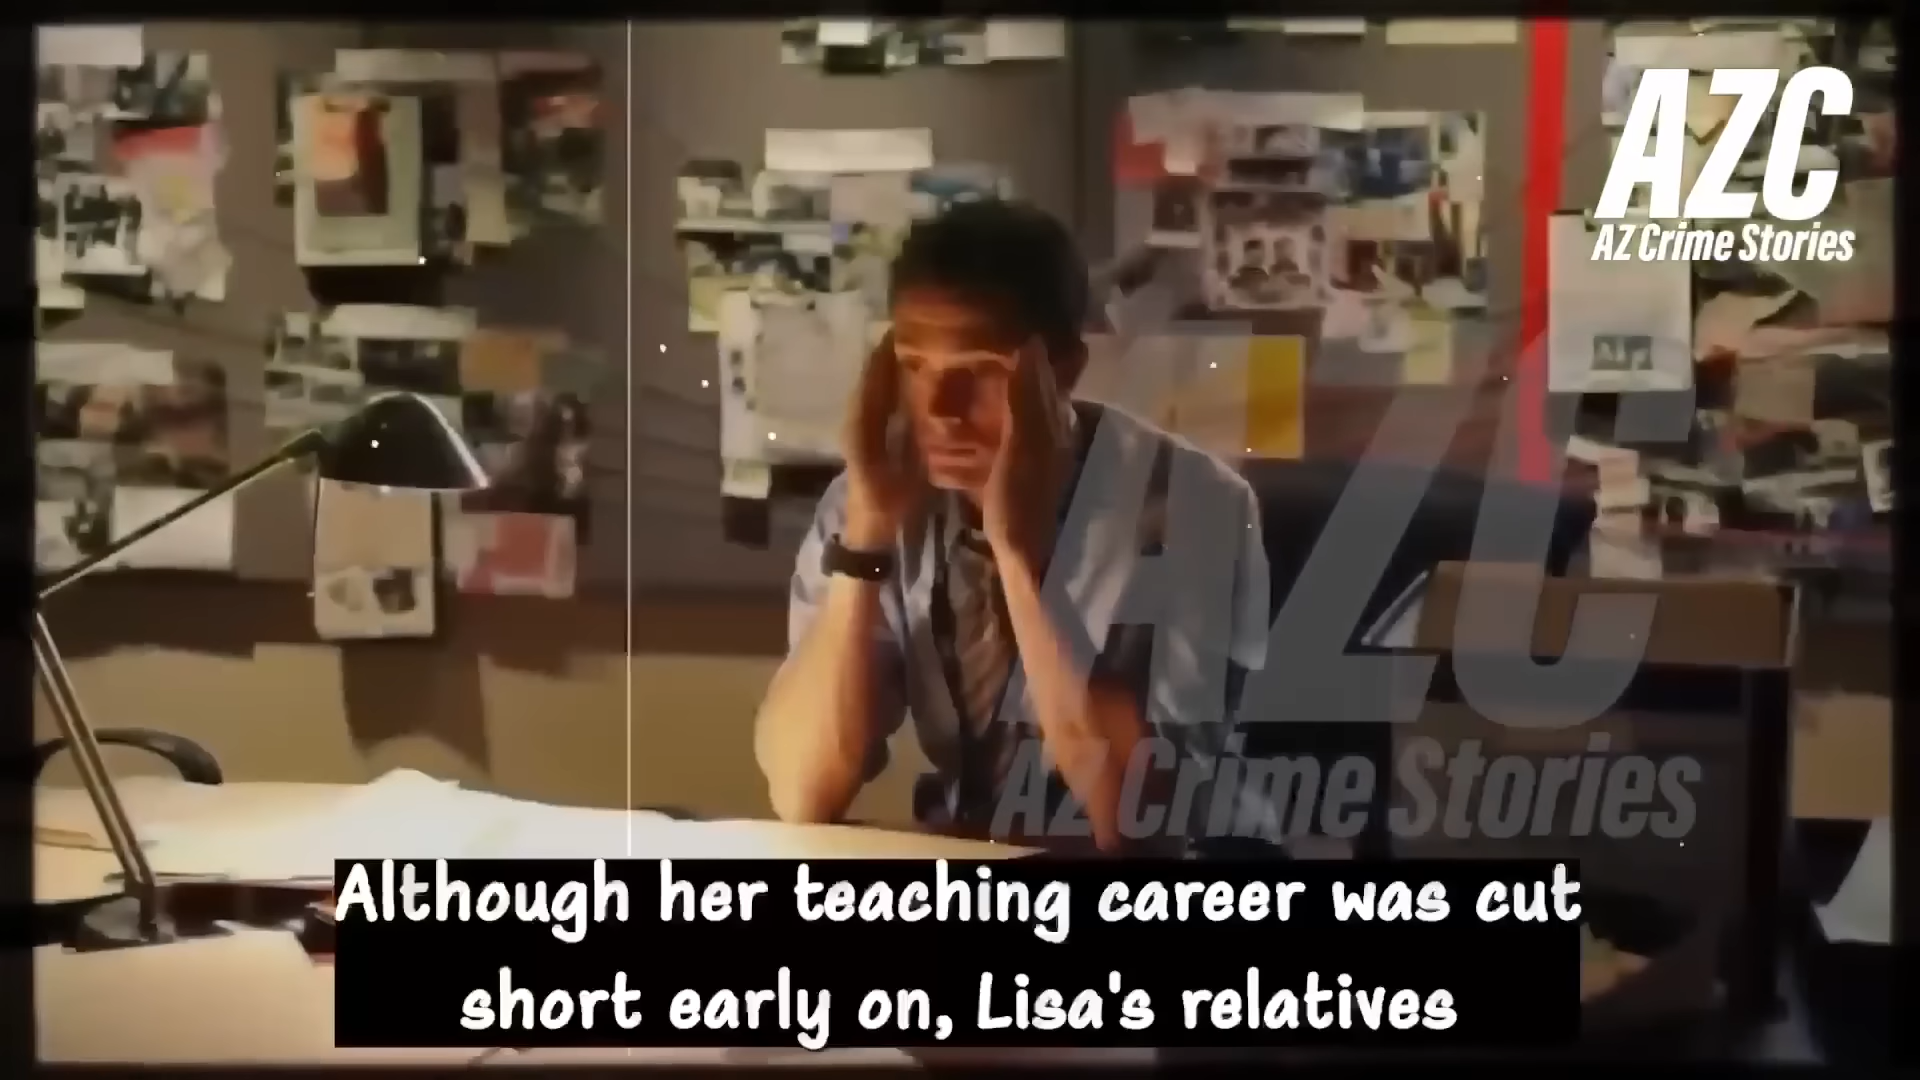 AZC
AZ Crime Stories
AZC
AZ Crime Stories
Although her teaching career was cut
short early on, Lisa's relatives